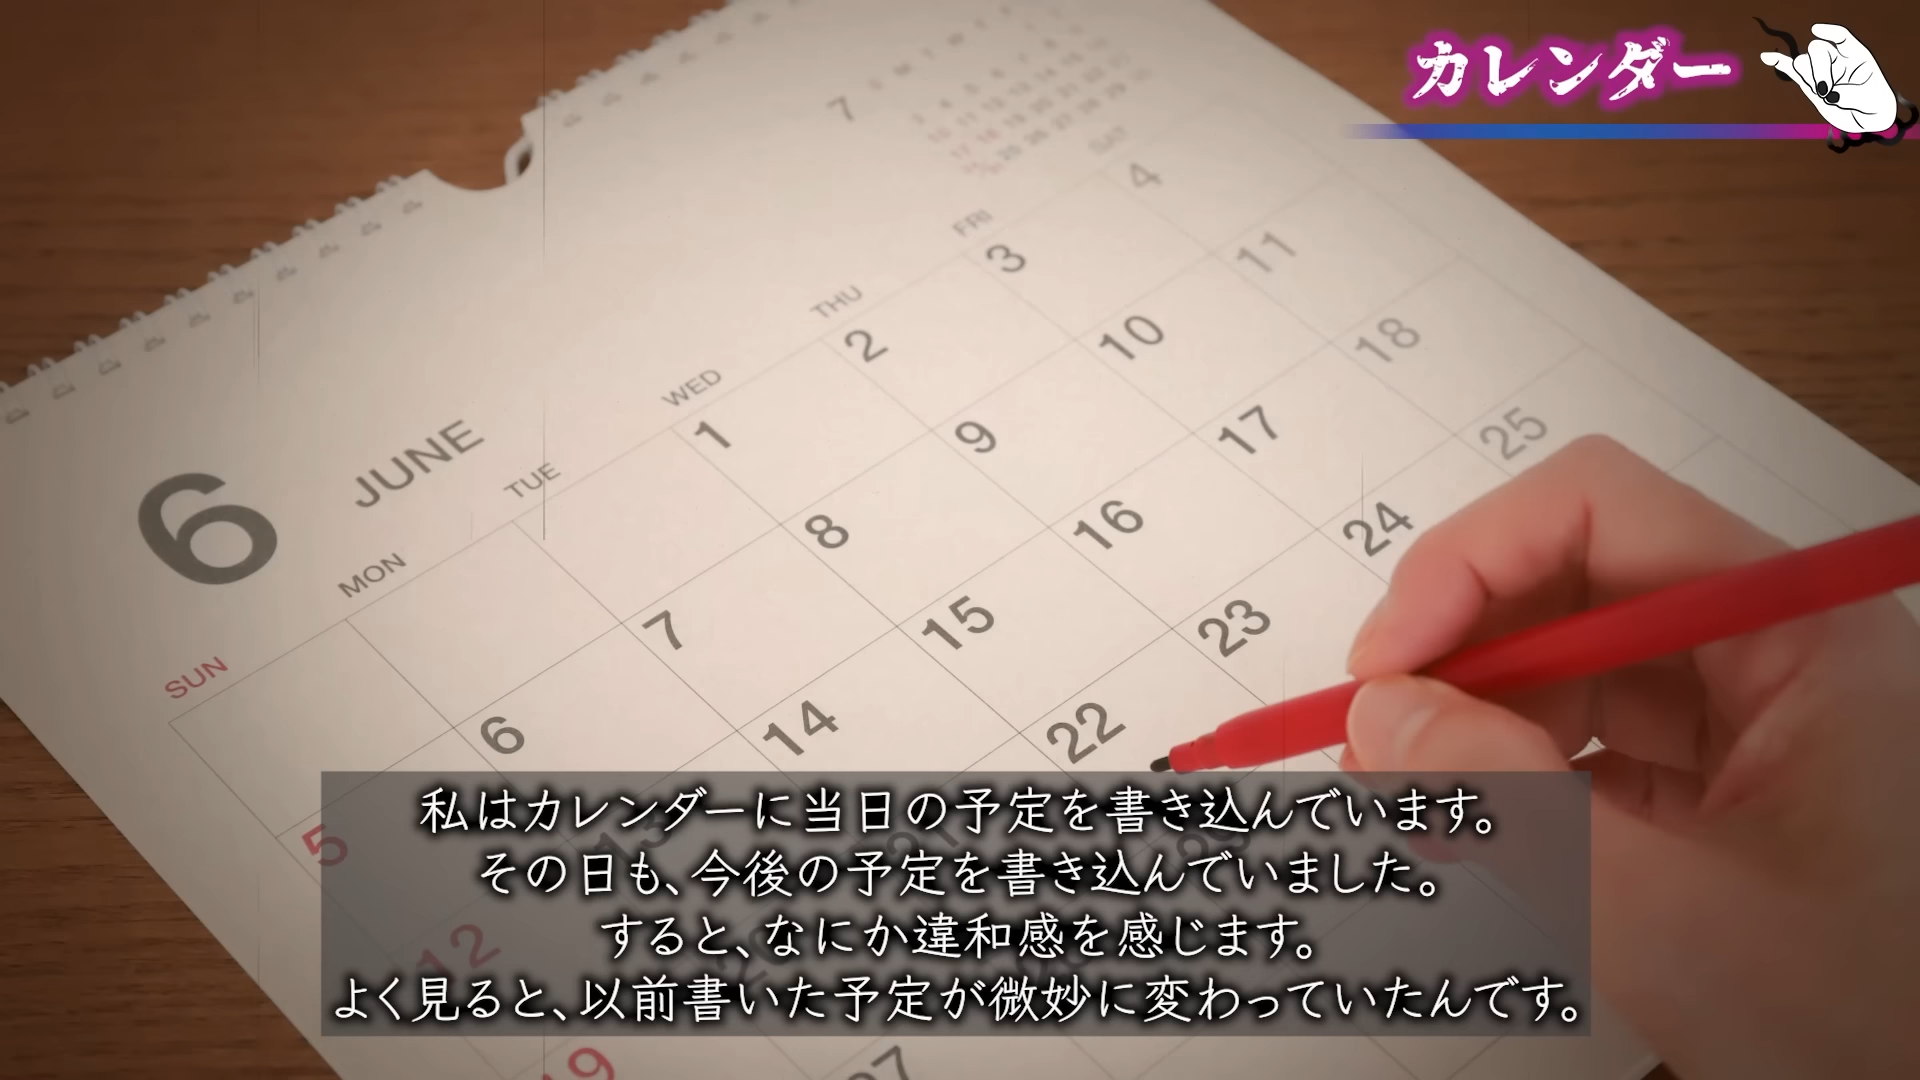 カレンダー
7
6
JUNE
SUN
MON
TUE
WED
THU
FRI
SAT
1
2
3
4
5
6
7
8
9
10
11
12
13
14
15
16
17
18
19
20
21
22
23
24
25
27
私はカレンダーに当日の予定を書き込んでいます。
その日も、今後の予定を書き込んでいました。
すると、なにか違和感を感じます。
よく見ると、以前書いた予定が微妙に変わっていたんです。